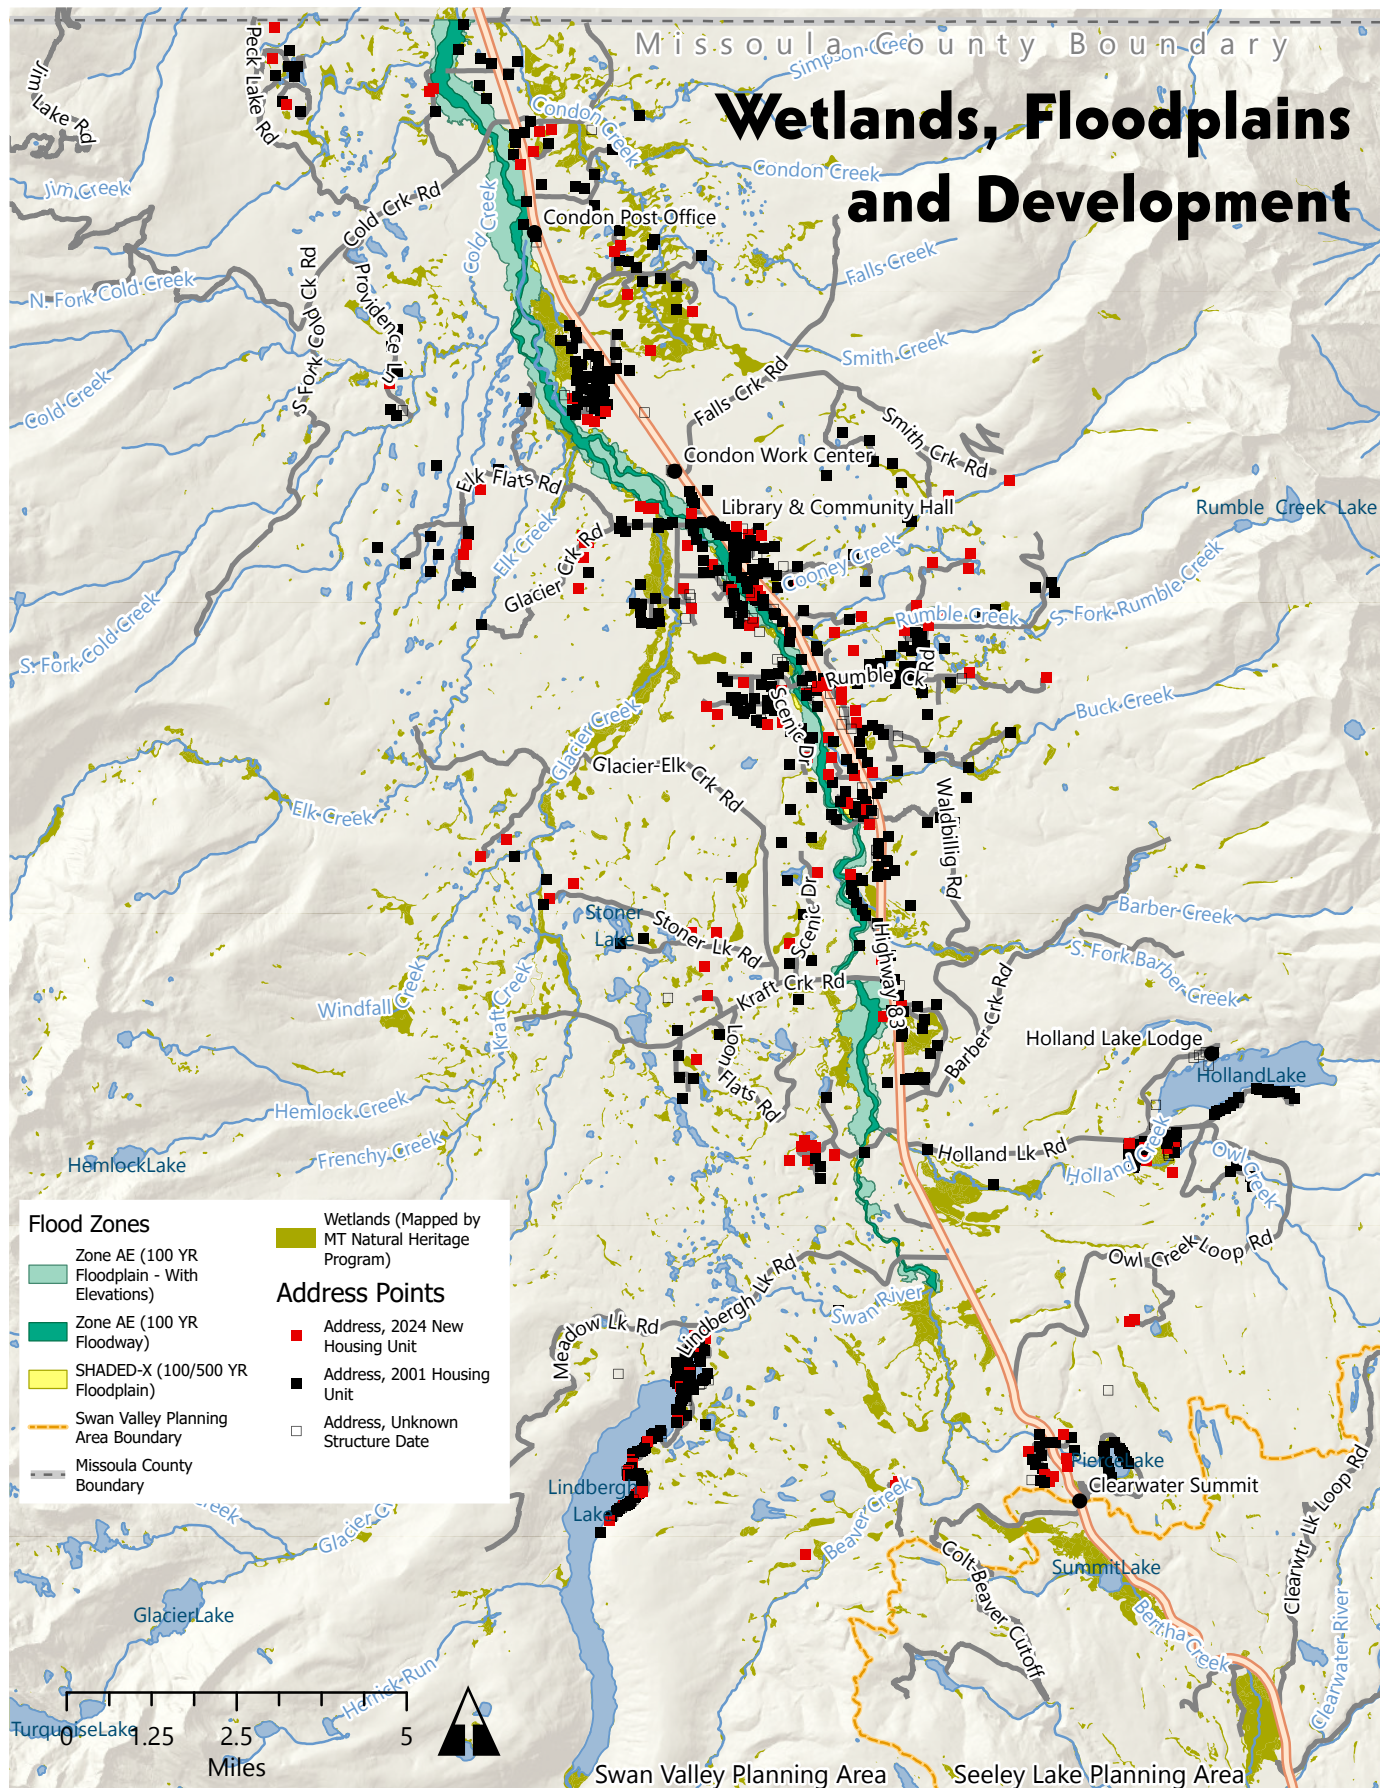 Missoula County Boundary
Wetlands, Floodplains
and Development
Peck Lake Rd
Jim Lake Rd
Jim Creek
Simpson Creek
Condon Creek
Condon Creek
Cold Crk Rd
Cold Creek
Condon Post Office
N. Fork Cold Creek
S Fork Cold Ck Rd
Providence Ln
Falls Creek
Smith Creek
Cold Creek
Falls Crk Rd
Smith Crk Rd
Condon Work Center
Elk Flats Rd
Library & Community Hall
Rumble Creek Lake
Elk Creek
Glacier Crk Rd
Cooney Creek
Rumble Creek
S. Fork Rumble Creek
S. Fork Cold Creek
Rumble Ck Rd
Scenic Dr
Buck Creek
Glacier Creek
Glacier-Elk Crk Rd
Elk Creek
Waldbillig Rd
Stoner
Lake
Stoner Lk Rd
Scenic Dr
Barber Creek
Highway 83
S. Fork Barber Creek
Windfall Creek
Kraft Creek
Kraft Crk Rd
Barber Crk Rd
Loon
Flats Rd
Holland Lake Lodge
HollandLake
Hemlock Creek
Frenchy Creek
HemlockLake
Holland Lk Rd
Holland Creek
Owl Creek
Owl Creek Loop Rd
Flood Zones
Zone AE (100 YR
Floodplain - With
Elevations)
Zone AE (100 YR
Floodway)
SHADED-X (100/500 YR
Floodplain)
Swan Valley Planning
Area Boundary
Missoula County
Boundary
Wetlands (Mapped by
MT Natural Heritage
Program)
Address Points
Address, 2024 New
Housing Unit
Address, 2001 Housing
Unit
Address, Unknown
Structure Date
Lindbergh Lk Rd
Swan River
Meadow Lk Rd
Lindbergh
Lake
PierceLake
Clearwater Summit
Clearwtr Lk Loop Rd
Beaver Creek
Colt-Beaver Cutoff
SummitLake
Bertha Creek
Clearwater River
GlacierLake
Herrick Run
TurquoiseLake
0 1.25 2.5 5
Miles
Swan Valley Planning Area
Seeley Lake Planning Area